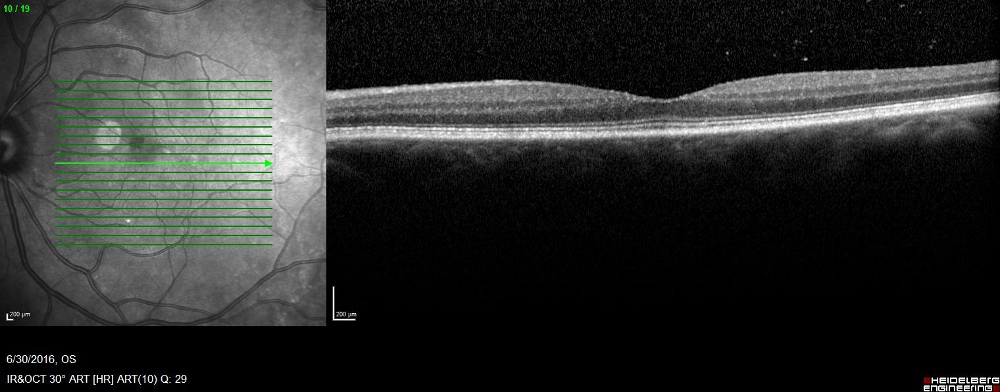 10 / 19
200 µm
200 µm
6/30/2016, OS
IR&OCT 30° ART [HR] ART(10) Q: 29
HEIDELBERG
ENGINEERING